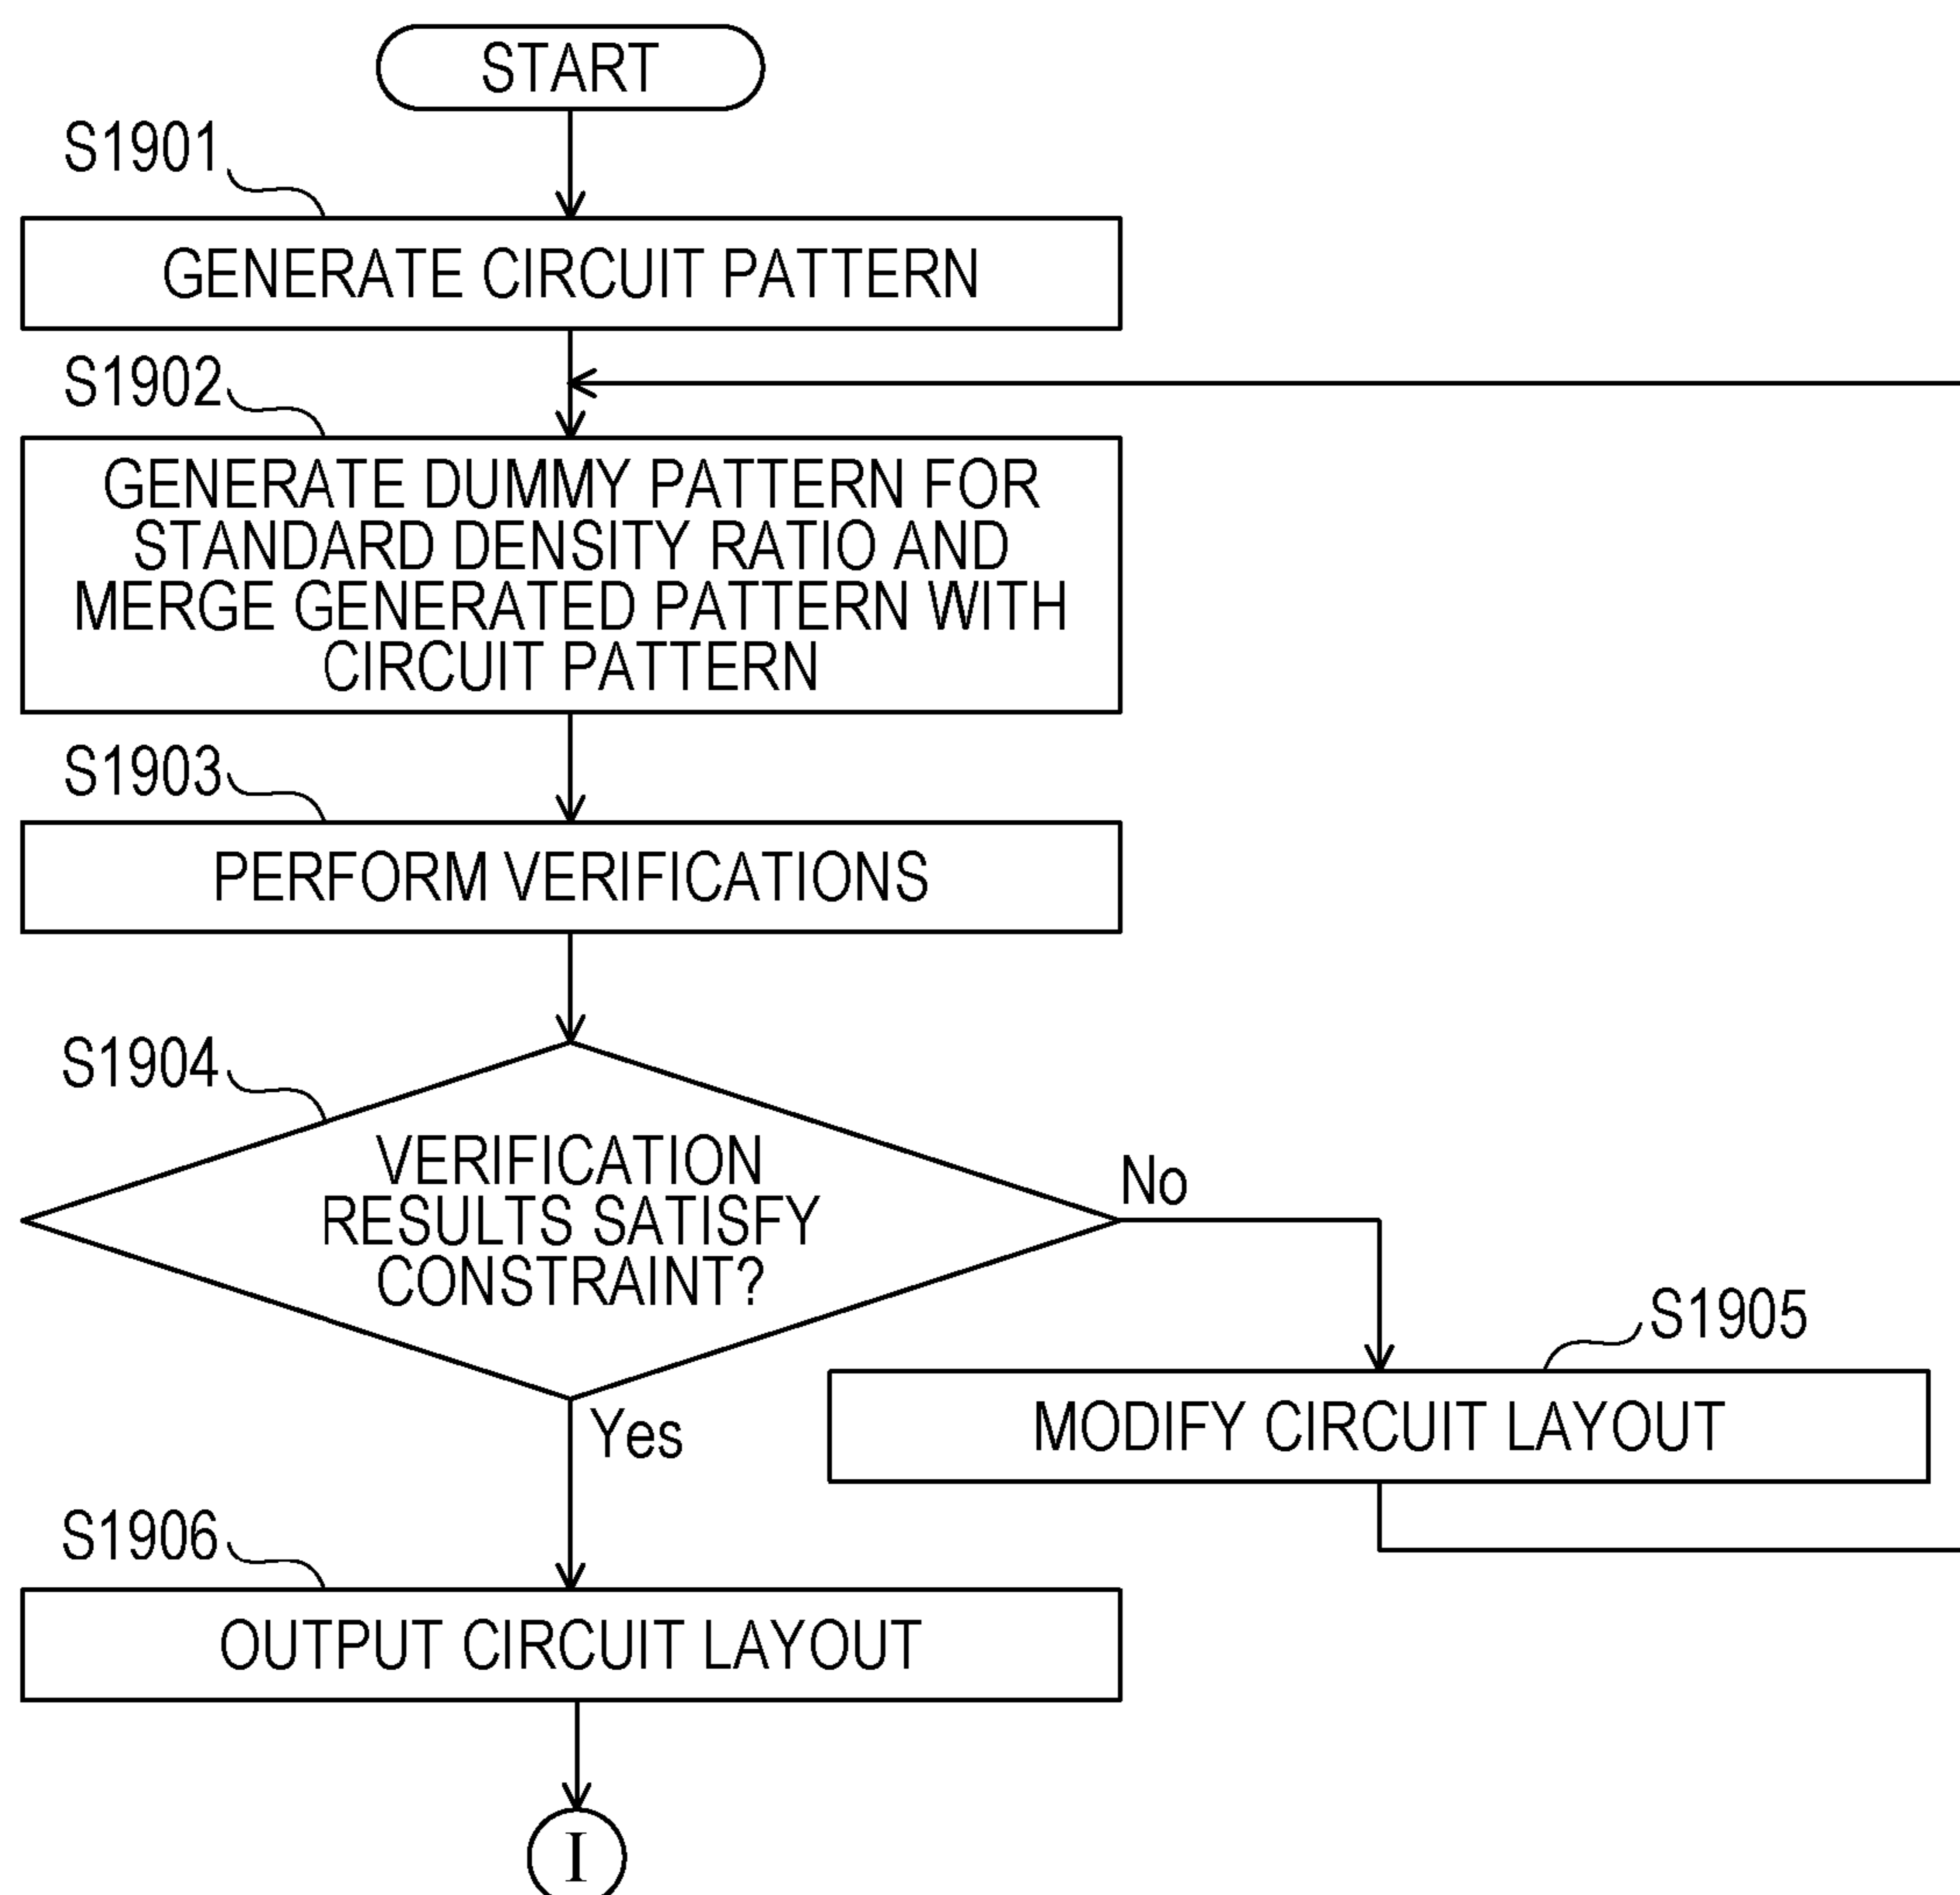 START
S1901
GENERATE CIRCUIT PATTERN
S1902
GENERATE DUMMY PATTERN FOR
STANDARD DENSITY RATIO AND
MERGE GENERATED PATTERN WITH
CIRCUIT PATTERN
S1903
PERFORM VERIFICATIONS
S1904
VERIFICATION
RESULTS SATISFY
CONSTRAINT?
No
S1905
MODIFY CIRCUIT LAYOUT
Yes
S1906
OUTPUT CIRCUIT LAYOUT
I